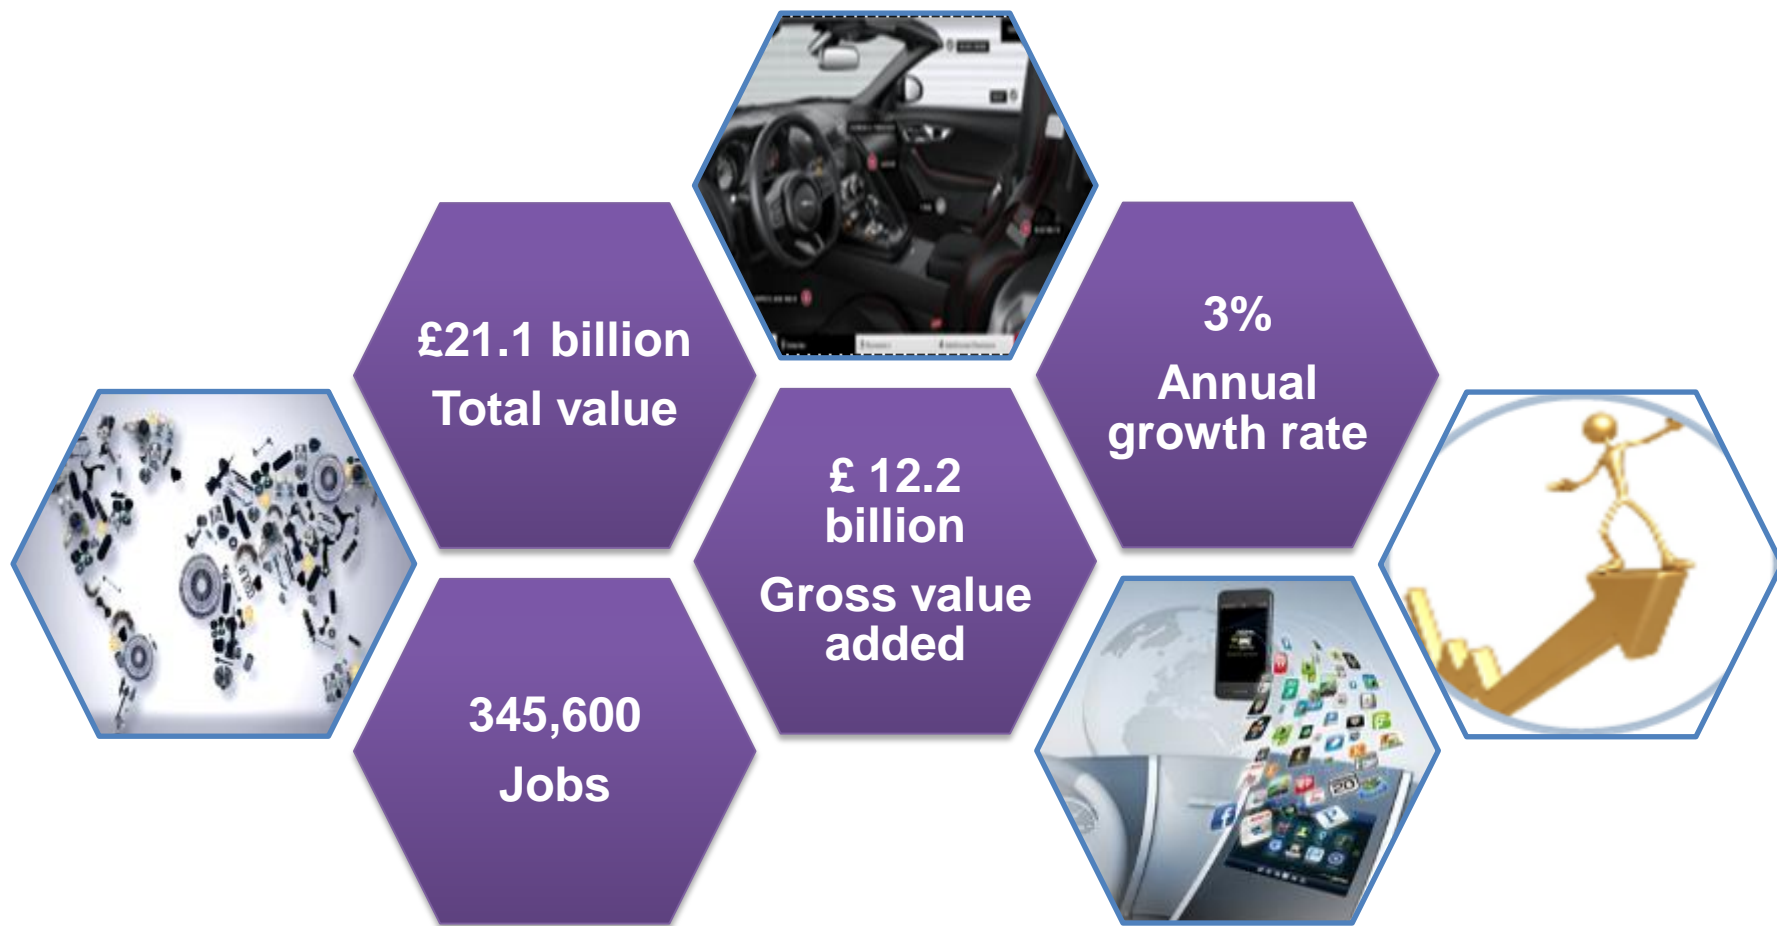 £21.1 billion
Total value
3%
Annual
growth rate
£ 12.2
billion
Gross value
added
345,600
Jobs